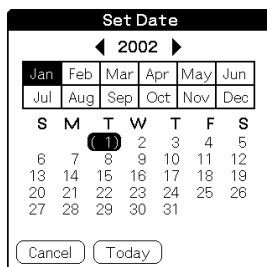 Set Date
2002
Jan Feb Mar Apr May Jun
Jul Aug Sep Oct Nov Dec
S M T W T F S
( 1) 2 3 4 5
6 7 8 9 10 11 12
13 14 15 16 17 18 19
20 21 22 23 24 25 26
27 28 29 30 31
Cancel Today